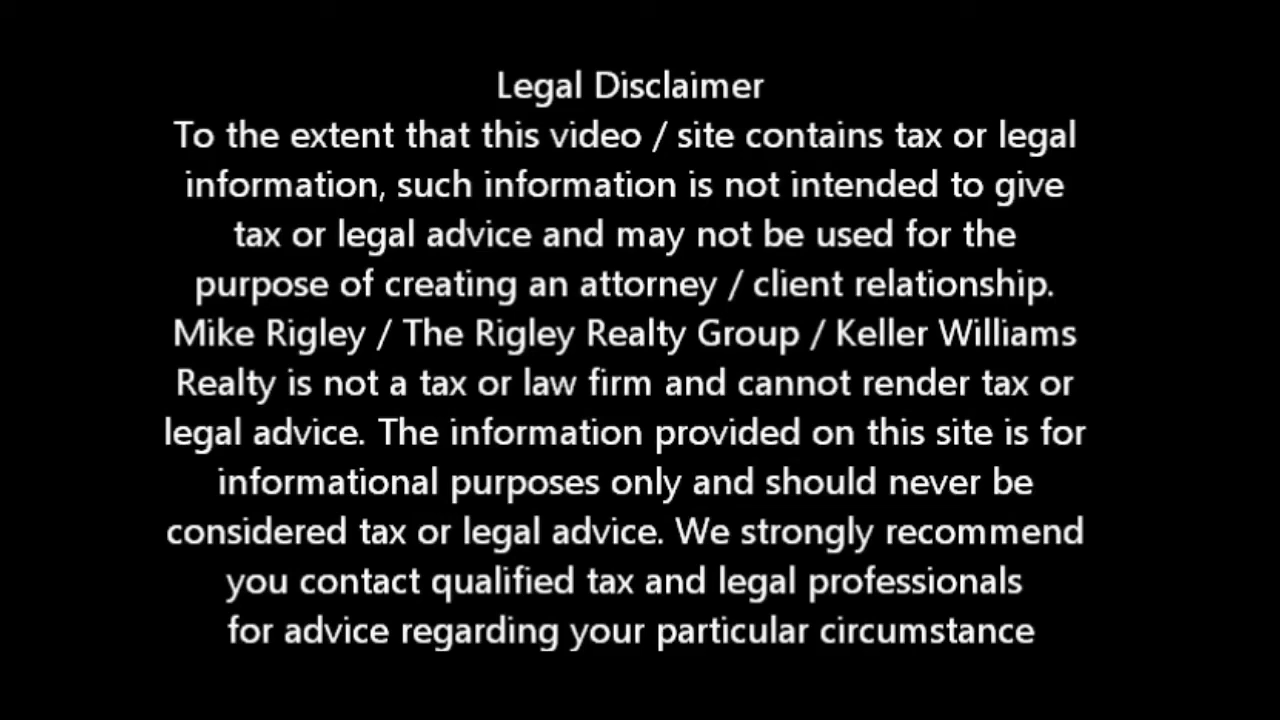 Legal Disclaimer
To the extent that this video / site contains tax or legal
information, such information is not intended to give
tax or legal advice and may not be used for the
purpose of creating an attorney / client relationship.
Mike Rigley / The Rigley Realty Group / Keller Williams
Realty is not a tax or law firm and cannot render tax or
legal advice. The information provided on this site is for
informational purposes only and should never be
considered tax or legal advice. We strongly recommend
you contact qualified tax and legal professionals
for advice regarding your particular circumstance